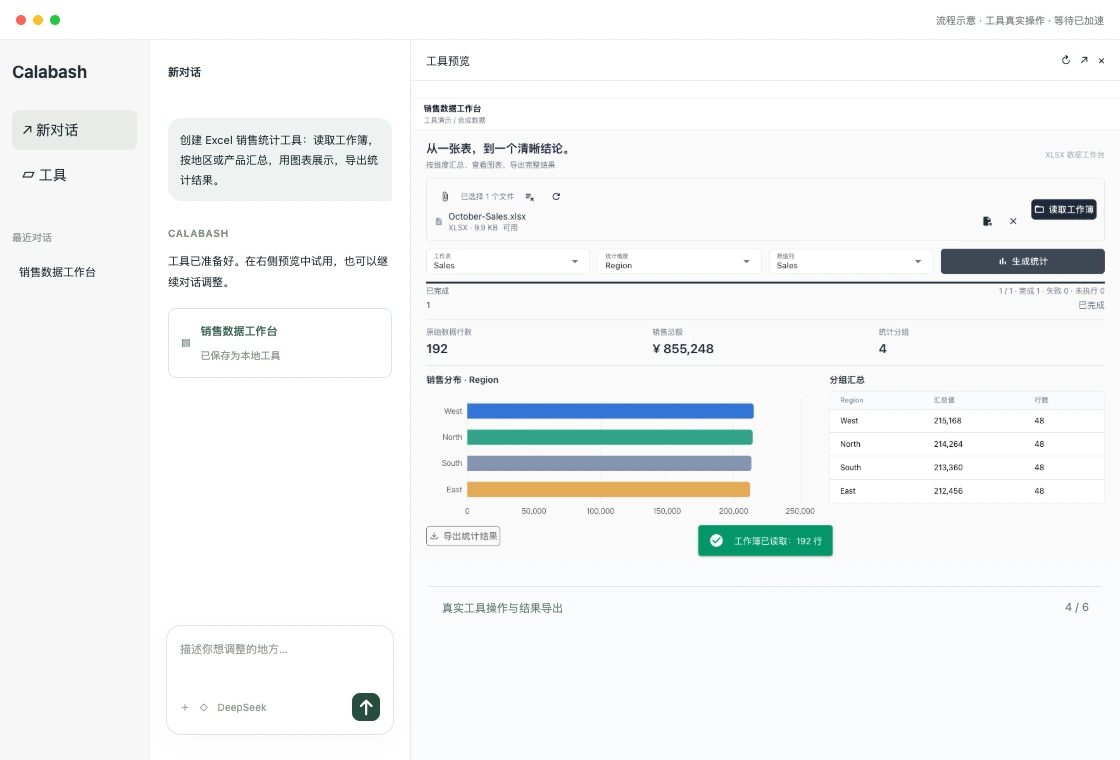 流程示意 · 工具真实操作 · 等待已加速
Calabash
新对话
工具
最近对话
销售数据工作台
新对话
创建 Excel 销售统计工具：读取工作簿，
按地区或产品汇总，用图表展示，导出统
计结果。
CALABASH
工具已准备好。在右侧预览中试用，也可以继
续对话调整。
销售数据工作台
已保存为本地工具
描述你想调整的地方...
DeepSeek
工具预览
销售数据工作台
工具演示 / 合成数据
从一张表，到一个清晰结论。
按维度汇总、查看图表、导出完整结果
XLSX 数据工作台
已选择 1 个文件
October-Sales.xlsx
XLSX · 9.9 KB 可用
读取工作簿
工作表
Sales
统计维度
Region
数值列
Sales
生成统计
已完成
1 / 1 · 完成 1 · 失败 0 · 未执行 0
1
已完成
原始数据行数
192
销售总额
¥ 855,248
统计分组
4
销售分布 · Region
West
North
South
East
0 50,000 100,000 150,000 200,000 250,000
分组汇总
Region 汇总值 行数
West 215,168 48
North 214,264 48
South 213,360 48
East 212,456 48
导出统计结果
工作簿已读取：192 行
真实工具操作与结果导出
4 / 6